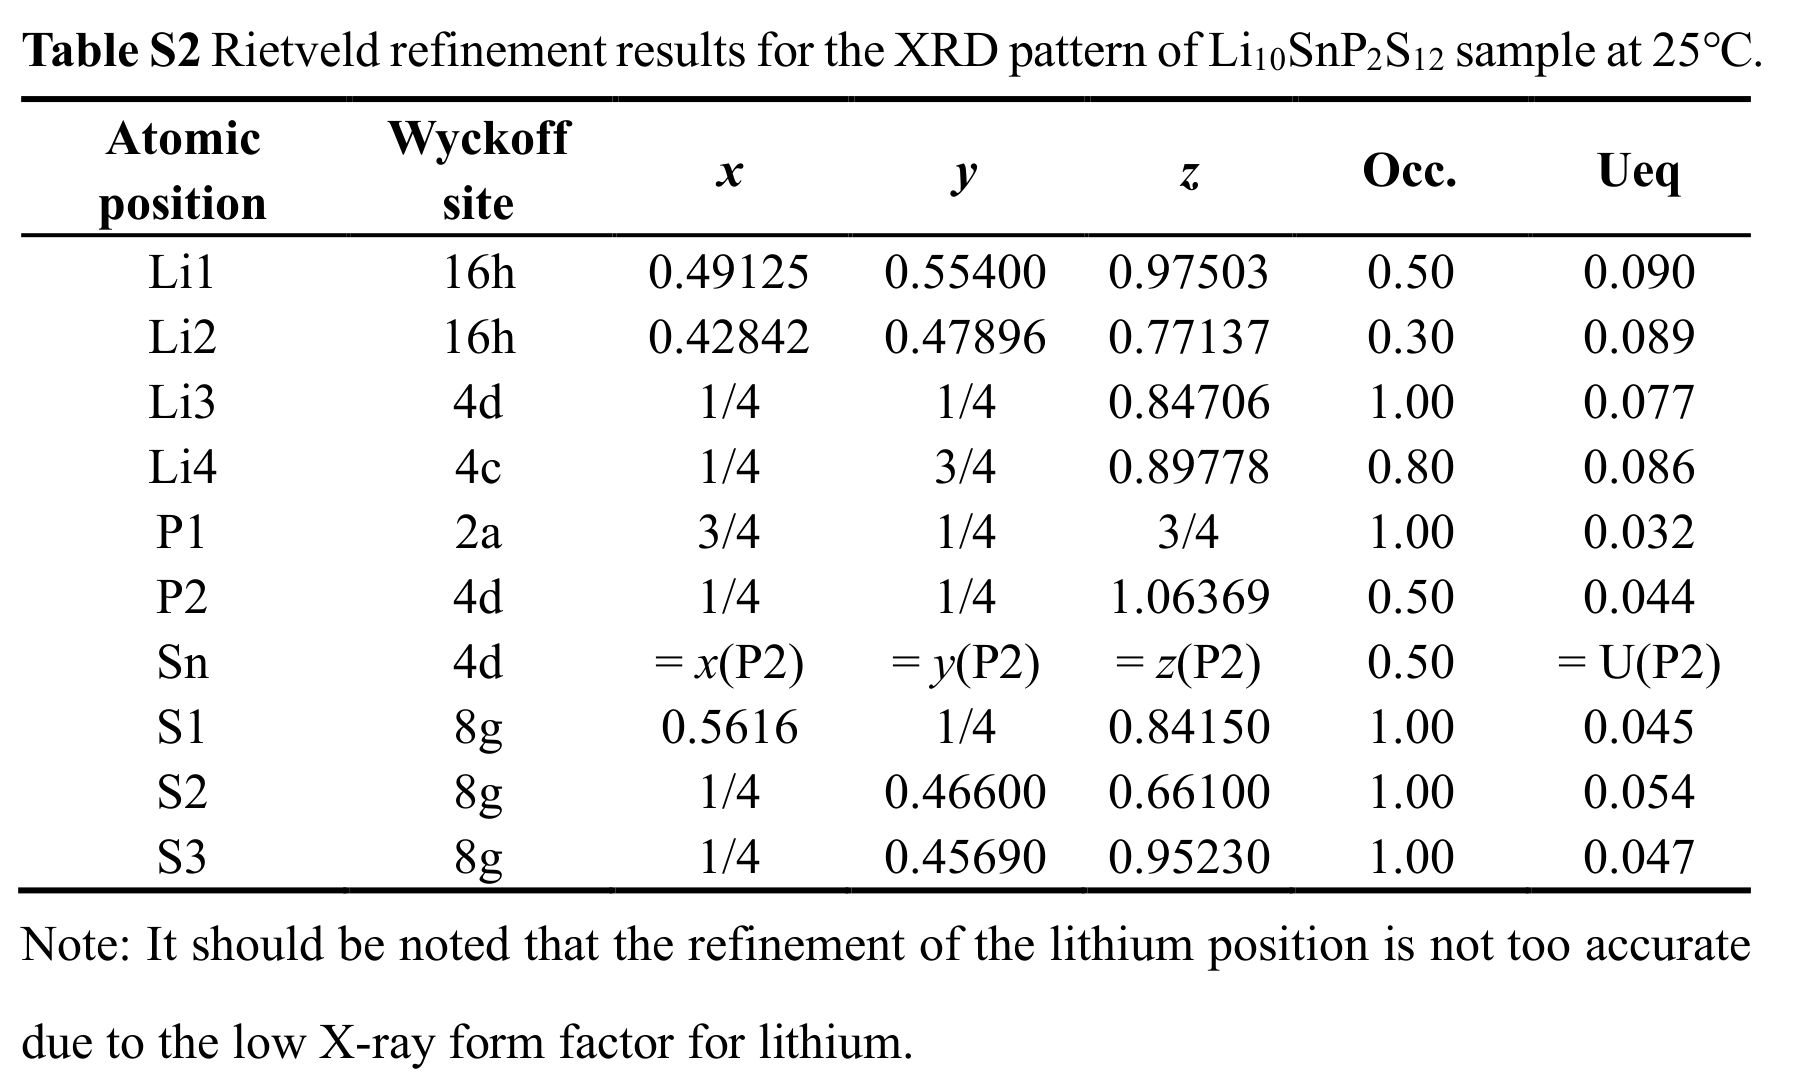 Table S2 Rietveld refinement results for the XRD pattern of Li₁₀SnP₂S₁₂ sample at 25℃.
Atomic position Wyckoff site x y z Occ. Ueq
Li1 16h 0.49125 0.55400 0.97503 0.50 0.090
Li2 16h 0.42842 0.47896 0.77137 0.30 0.089
Li3 4d 1/4 1/4 0.84706 1.00 0.077
Li4 4c 1/4 3/4 0.89778 0.80 0.086
P1 2a 3/4 1/4 3/4 1.00 0.032
P2 4d 1/4 1/4 1.06369 0.50 0.044
Sn 4d = x(P2) = y(P2) = z(P2) 0.50 = U(P2)
S1 8g 0.5616 1/4 0.84150 1.00 0.045
S2 8g 1/4 0.46600 0.66100 1.00 0.054
S3 8g 1/4 0.45690 0.95230 1.00 0.047
Note: It should be noted that the refinement of the lithium position is not too accurate
due to the low X-ray form factor for lithium.